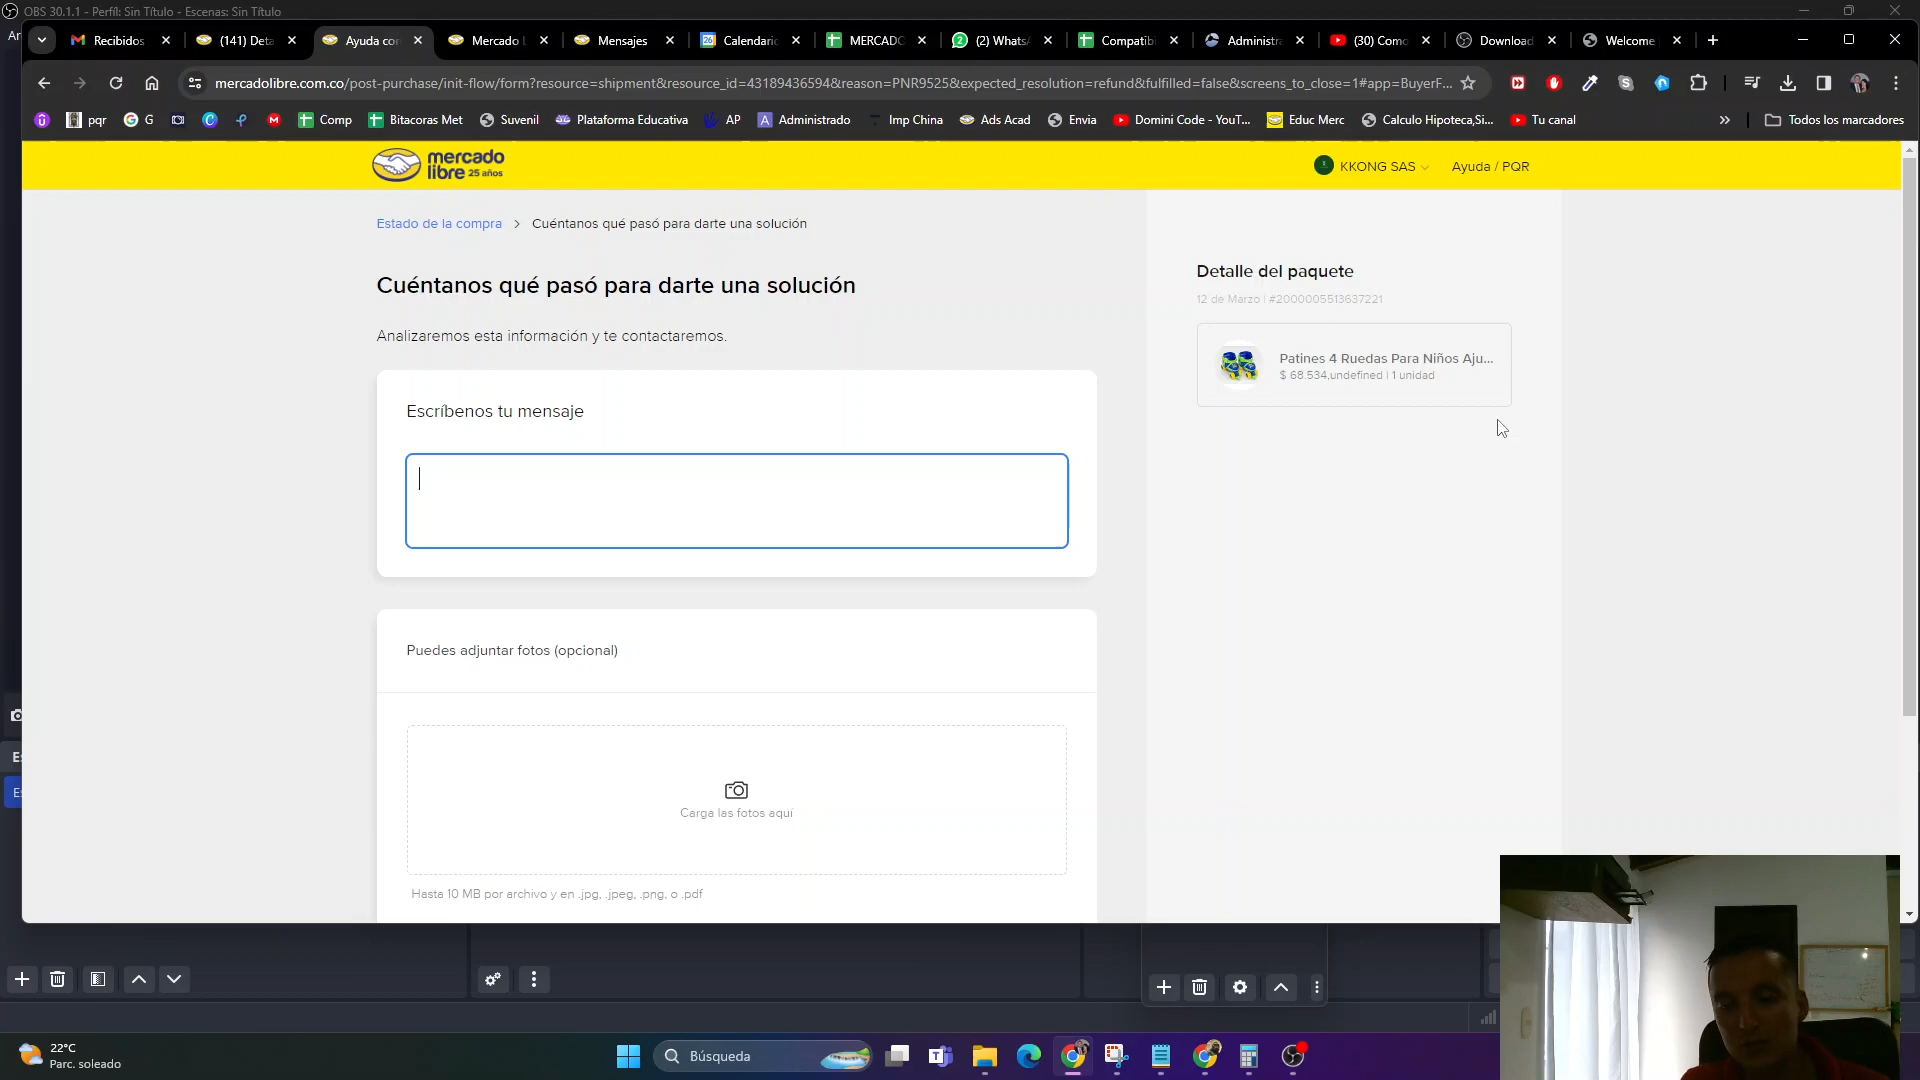 OBS 30.1.1 - Perfil: Sin Título - Escenas: Sin Título
Recibidos
(141) Deta
Ayuda co
Mercado L
Mensajes
Calendario
MERCADO
(2) WhatsA
Compatibi
Administra
(30) Como
Download
Welcome
mercadolibre.com.co/post-purchase/init-flow/form?resource=shipment&resource_id=43189436594&reason=PNR9525&expected_resolution=refund&fulfilled=false&screens_to_close=1#app=BuyerF...
pqr
G
Comp
Bitacoras Met
Suvenil
Plataforma Educativa
AP
Administrado
Imp China
Ads Acad
Envia
Domini Code - YouT...
Educ Merc
Calculo Hipoteca,Si...
Tu canal
»
Todos los marcadores
mercado
libre 25 años
KKONG SAS
Ayuda / PQR
Estado de la compra > Cuéntanos qué pasó para darte una solución
Cuéntanos qué pasó para darte una solución
Analizaremos esta información y te contactaremos.
Escríbenos tu mensaje
Puedes adjuntar fotos (opcional)
Carga las fotos aquí
Hasta 10 MB por archivo y en .jpg, .jpeg, .png, o .pdf
Detalle del paquete
12 de Marzo | #2000005513637221
Patines 4 Ruedas Para Niños Aju...
$ 68.534,undefined | 1 unidad
22°C
Parc. soleado
Búsqueda